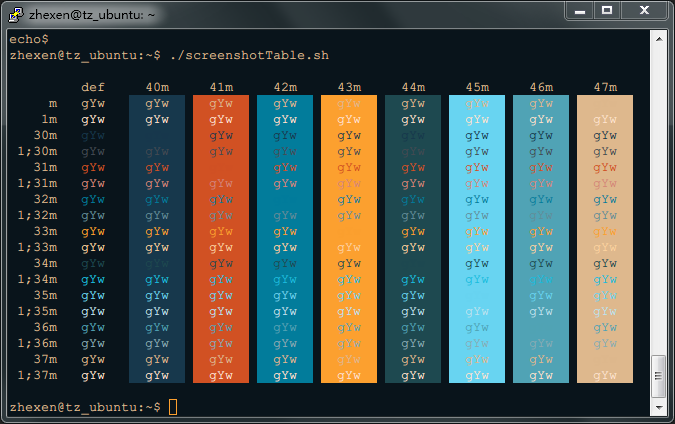 zhexen@tz_ubuntu: ~
echo$
zhexen@tz_ubuntu:~$ ./screenshotTable.sh
def 40m 41m 42m 43m 44m 45m 46m 47m
m gYw gYw gYw gYw gYw gYw gYw gYw gYw
1m gYw gYw gYw gYw gYw gYw gYw gYw gYw
30m gYw gYw gYw gYw gYw gYw gYw gYw
1;30m gYw gYw gYw gYw gYw gYw gYw gYw gYw
31m gYw gYw gYw gYw gYw gYw gYw gYw
1;31m gYw gYw gYw gYw gYw gYw gYw gYw gYw
32m gYw gYw gYw gYw gYw gYw gYw gYw
1;32m gYw gYw gYw gYw gYw gYw gYw gYw gYw
33m gYw gYw gYw gYw gYw gYw gYw gYw
1;33m gYw gYw gYw gYw gYw gYw gYw gYw gYw
34m gYw gYw gYw gYw gYw gYw gYw gYw
1;34m gYw gYw gYw gYw gYw gYw gYw gYw gYw
35m gYw gYw gYw gYw gYw gYw gYw gYw
1;35m gYw gYw gYw gYw gYw gYw gYw gYw gYw
36m gYw gYw gYw gYw gYw gYw gYw gYw
1;36m gYw gYw gYw gYw gYw gYw gYw gYw gYw
37m gYw gYw gYw gYw gYw gYw gYw gYw
1;37m gYw gYw gYw gYw gYw gYw gYw gYw gYw
zhexen@tz_ubuntu:~$